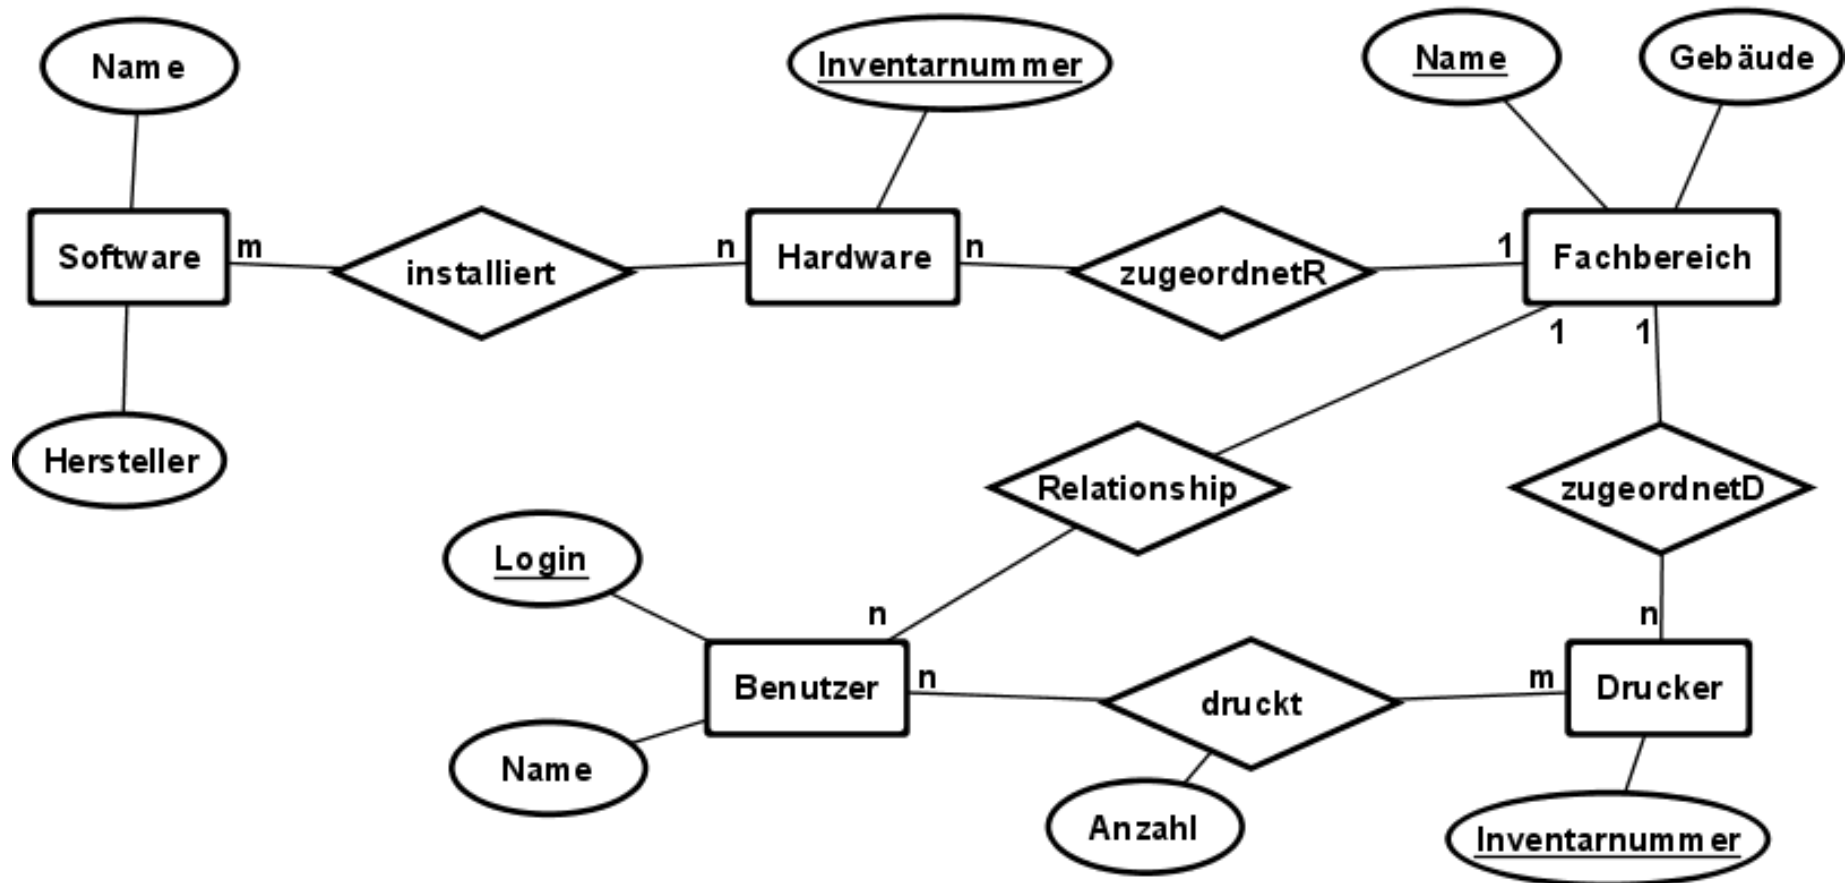 Name
Inventarnummer
Name
Gebäude
Software
m
installiert
n
Hardware
n
zugeordnetR
1
Fachbereich
1
1
Hersteller
Relationship
zugeordnetD
Login
n
n
Benutzer
n
druckt
m
Drucker
Name
Anzahl
Inventarnummer